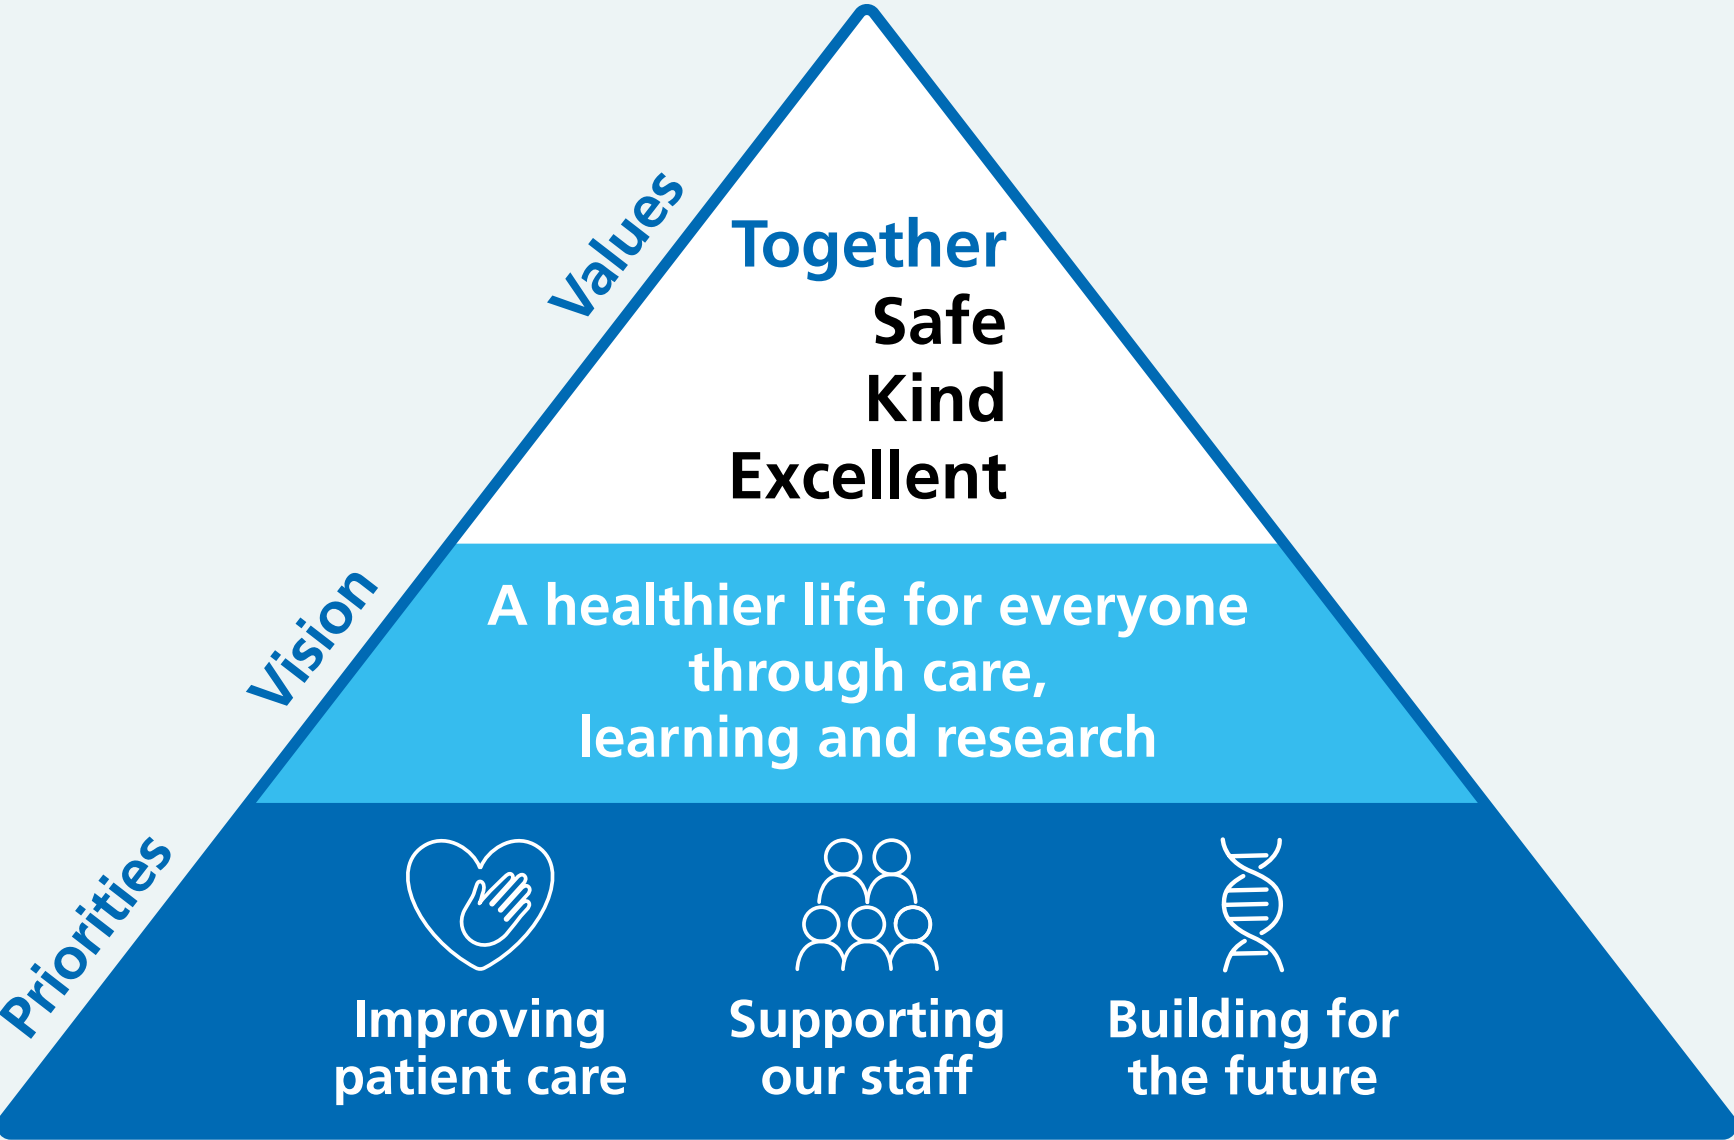 Values
Together
Safe
Kind
Excellent
Vision
A healthier life for everyone
through care,
learning and research
Priorities
Improving
patient care
Supporting
our staff
Building for
the future